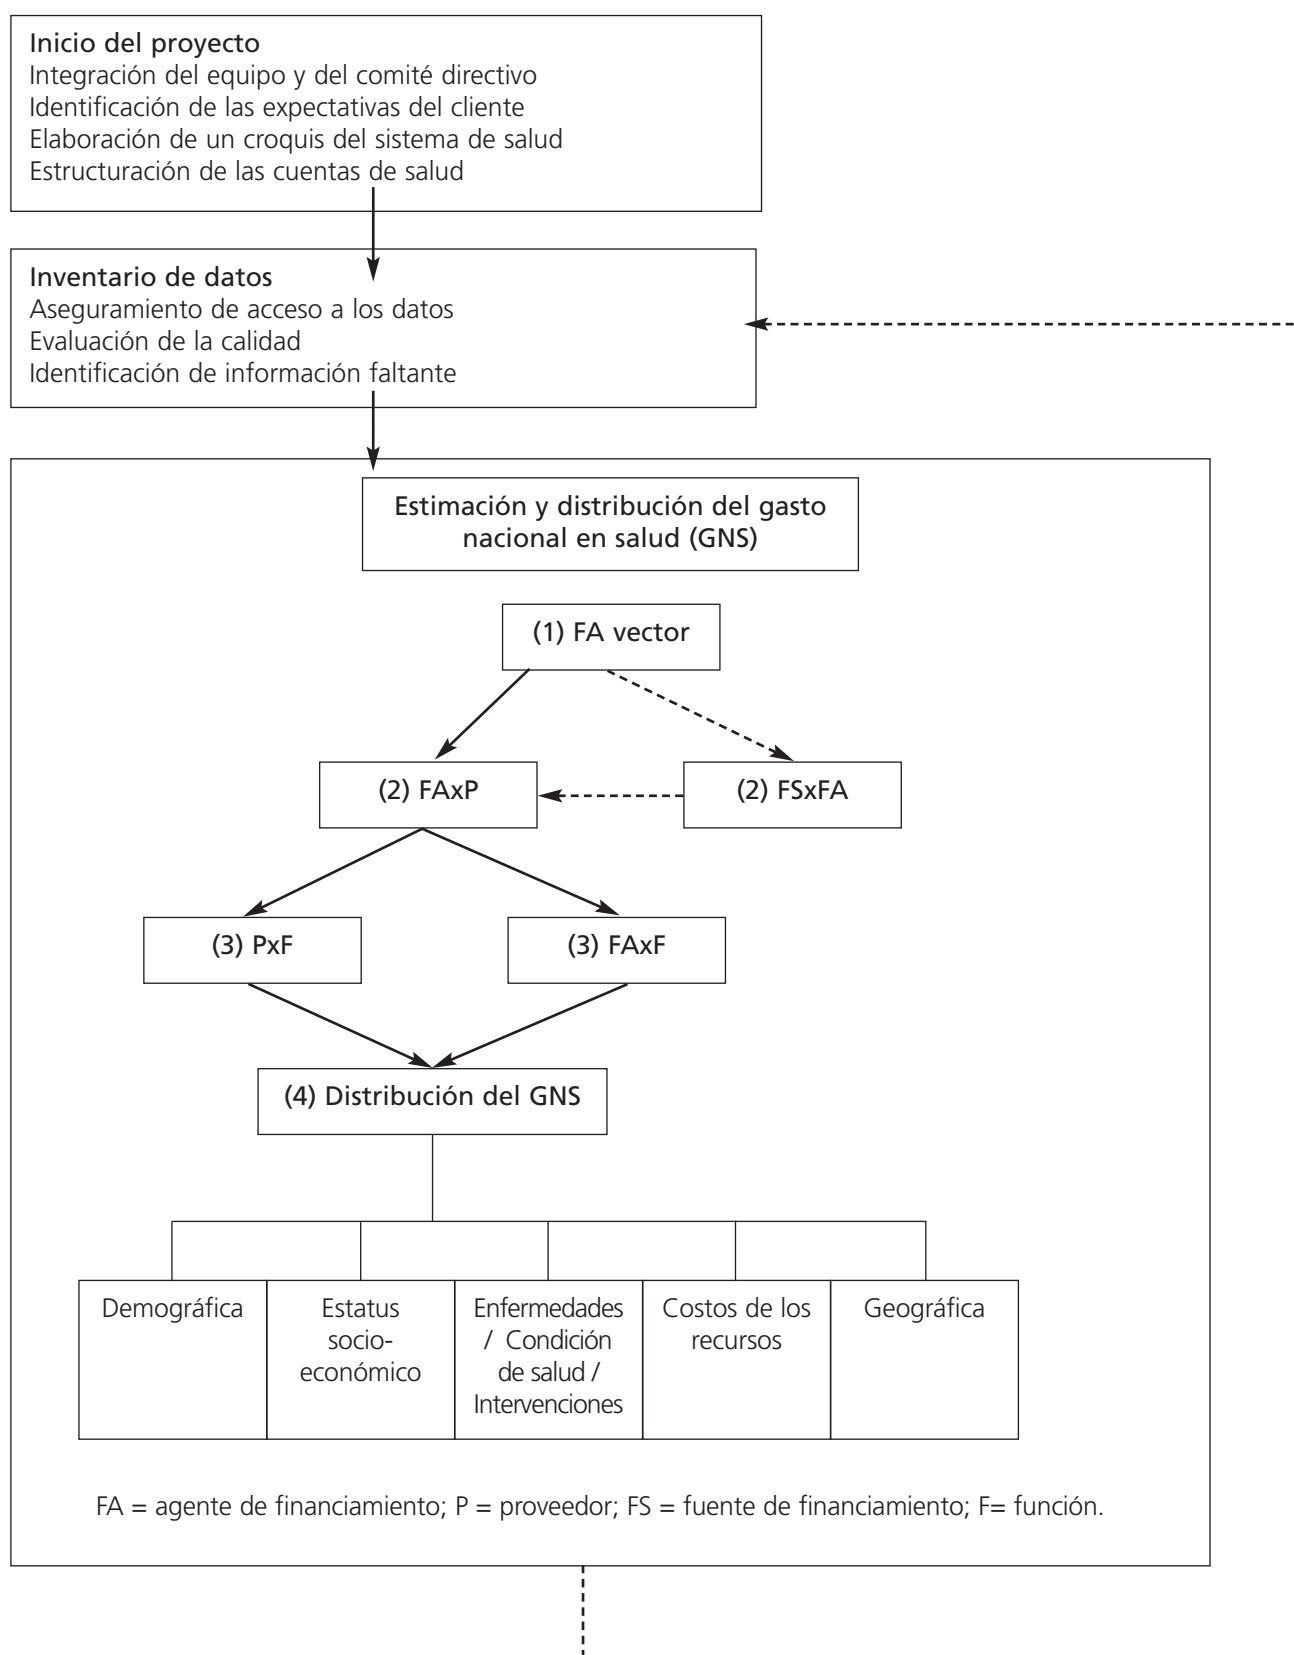 Inicio del proyecto
Integración del equipo y del comité directivo
Identificación de las expectativas del cliente
Elaboración de un croquis del sistema de salud
Estructuración de las cuentas de salud
Inventario de datos
Aseguramiento de acceso a los datos
Evaluación de la calidad
Identificación de información faltante
Estimación y distribución del gasto
nacional en salud (GNS)
(1) FA vector
(2) FAxP
(2) FSxFA
(3) PxF
(3) FAxF
(4) Distribución del GNS
Demográfica
Estatus
socio-
económico
Enfermedades
/ Condición
de salud /
Intervenciones
Costos de los
recursos
Geográfica
FA = agente de financiamiento; P = proveedor; FS = fuente de financiamiento; F= función.